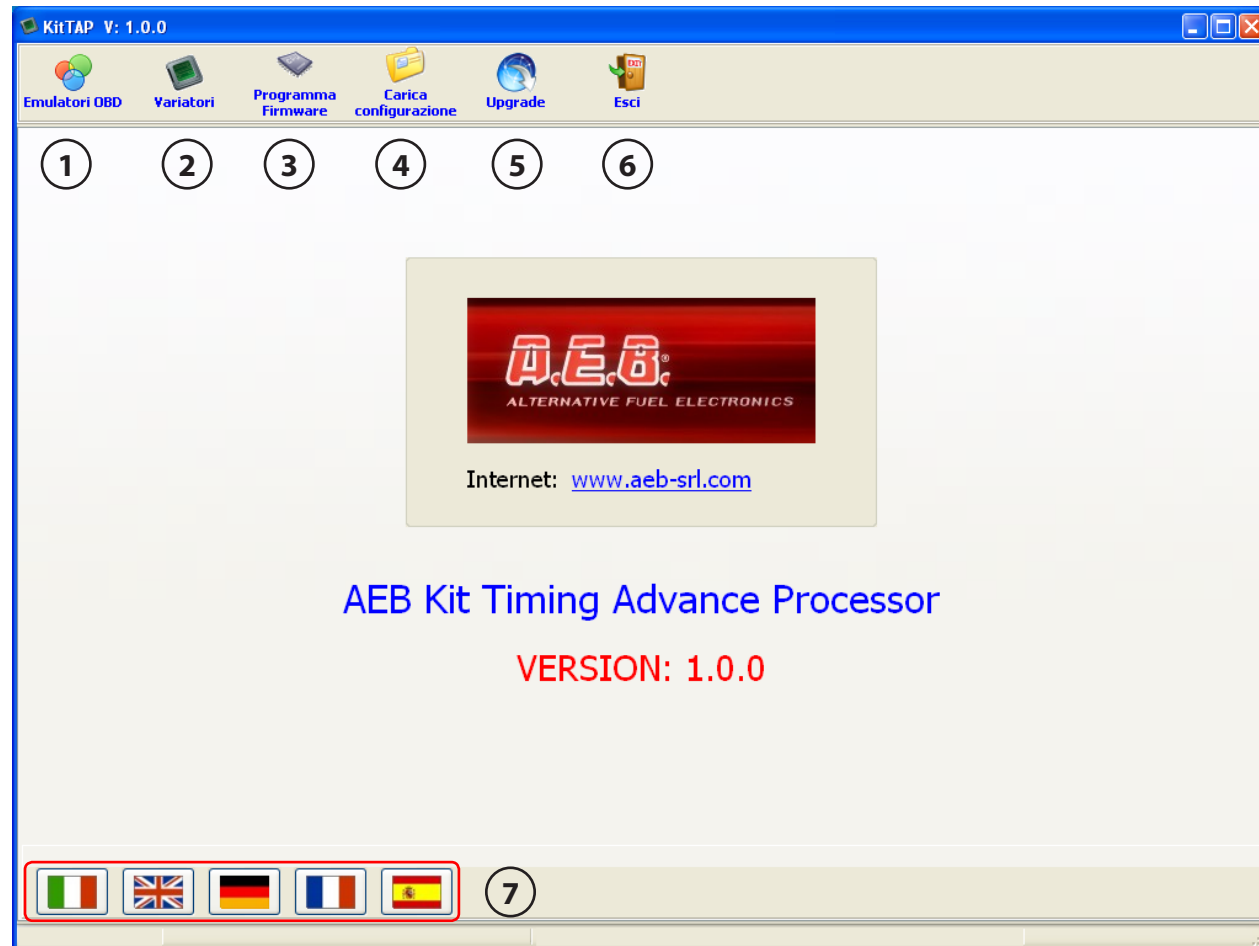 KitTAP V: 1.0.0
Emulatori OBD
Variatori
Programma
Firmware
Carica
configurazione
Upgrade
EXIT
Esci
1
2
3
4
5
6
A.E.B.®
ALTERNATIVE FUEL ELECTRONICS
Internet: www.aeb-srl.com
AEB Kit Timing Advance Processor
VERSION: 1.0.0
7